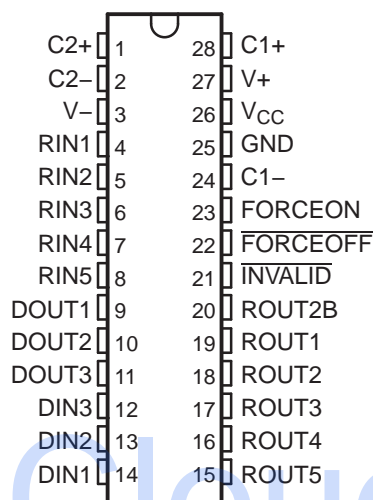 C2+ 1 28 C1+
C2− 2 27 V+
V− 3 26 VCC
RIN1 4 25 GND
RIN2 5 24 C1−
RIN3 6 23 FORCEON
RIN4 7 22 FORCEOFF
RIN5 8 21 INVALID
DOUT1 9 20 ROUT2B
DOUT2 10 19 ROUT1
DOUT3 11 18 ROUT2
DIN3 12 17 ROUT3
DIN2 13 16 ROUT4
DIN1 14 15 ROUT5